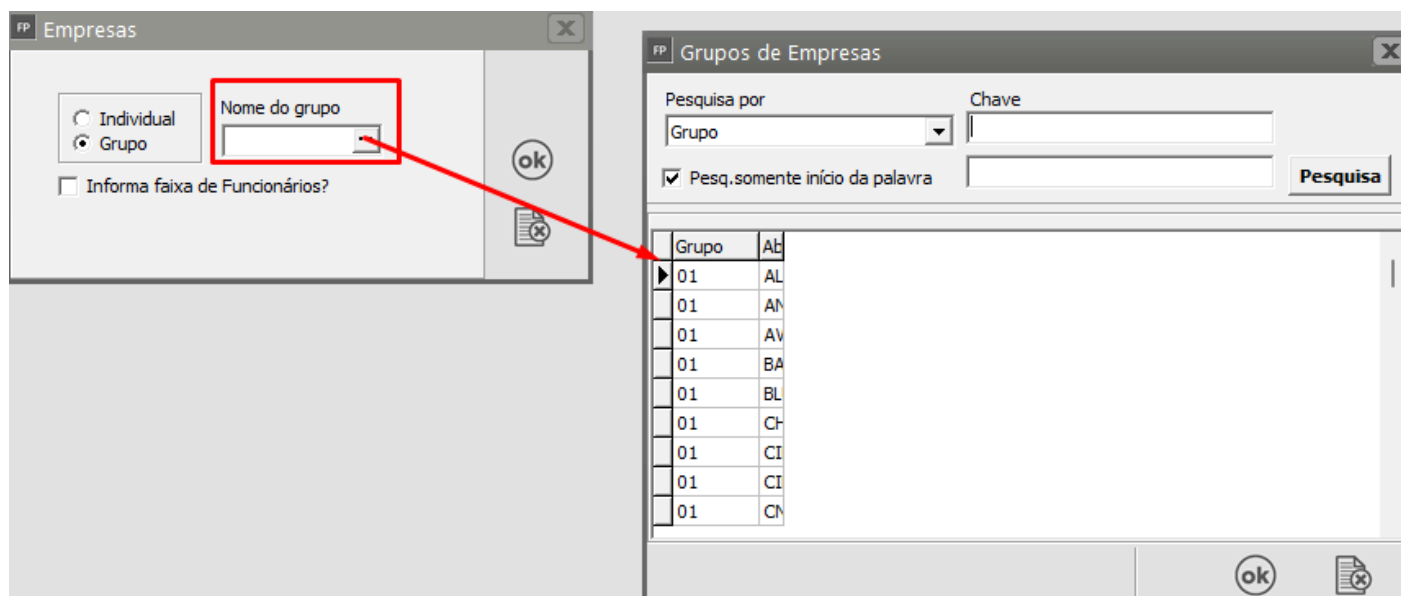 FP Empresas
Individual
Grupo
Nome do grupo
...
Informa faixa de Funcionários?
ok
FP Grupos de Empresas
Pesquisa por
Chave
Grupo
Pesq.somente início da palavra
Pesquisa
Grupo Ab
01 AL
01 AN
01 AV
01 BA
01 BL
01 CH
01 CI
01 CI
01 CN
ok